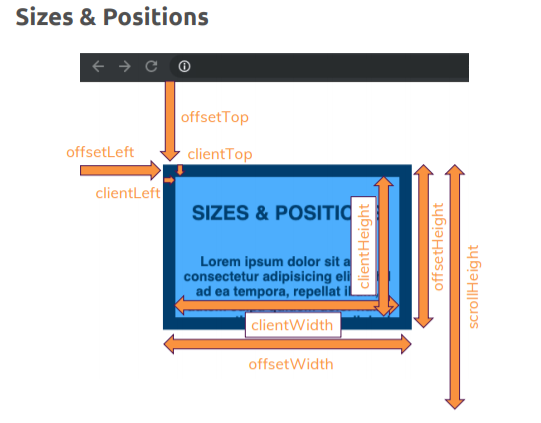 Sizes & Positions
offsetTop
offsetLeft
clientTop
clientLeft
SIZES & POSITIO
Lorem ipsum dolor sit a
consectetur adipisicing eli
ad ea tempora, repellat i
clientHeight
offsetHeight
scrollHeight
clientWidth
offsetWidth